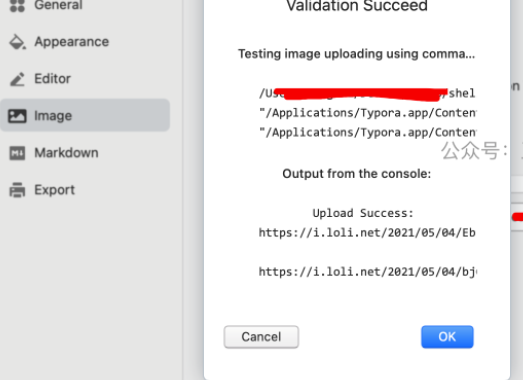 General
Appearance
Editor
Image
Markdown
Export
Validation Succeed
Testing image uploading using comma...
/shel
"/Applications/Typora.app/Conten
"/Applications/Typora.app/Conten
公众号:
Output from the console:
Upload Success:
https://i.loli.net/2021/05/04/Eb
https://i.loli.net/2021/05/04/bj
Cancel
OK